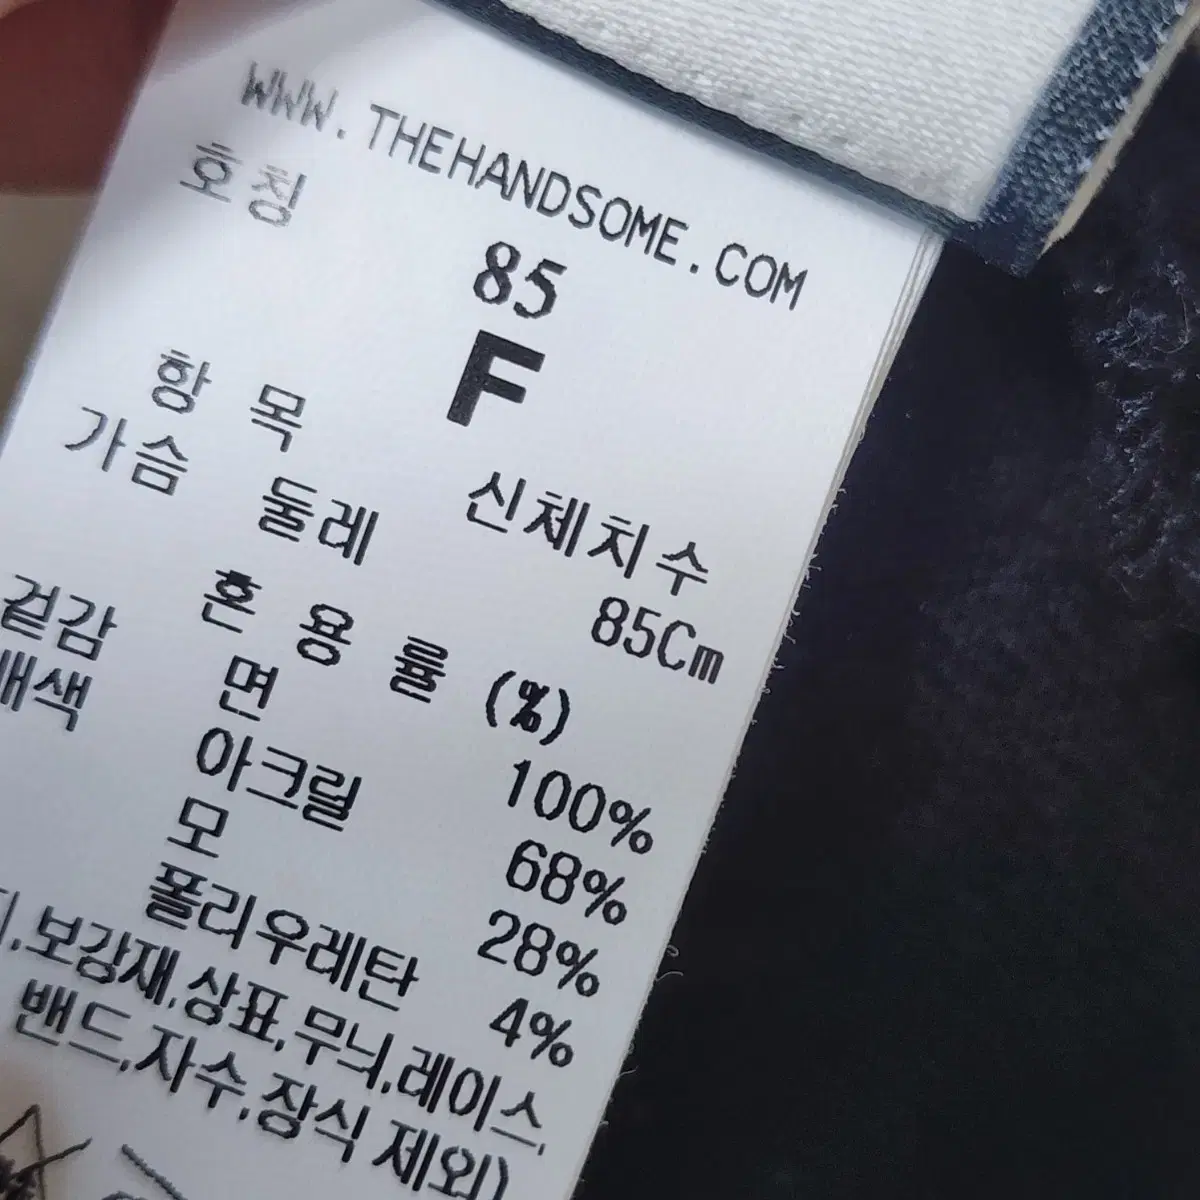 WWW.THEHANDSOME.COM
호칭
85
F
항 목 신체치수
가슴 둘레 85Cm
혼 용 률 (%)
겉감 면 100%
배색 아크릴 68%
모 28%
폴리우레탄 4%
보강재,상표,무늬,레이스,
밴드,자수,장식 제외)